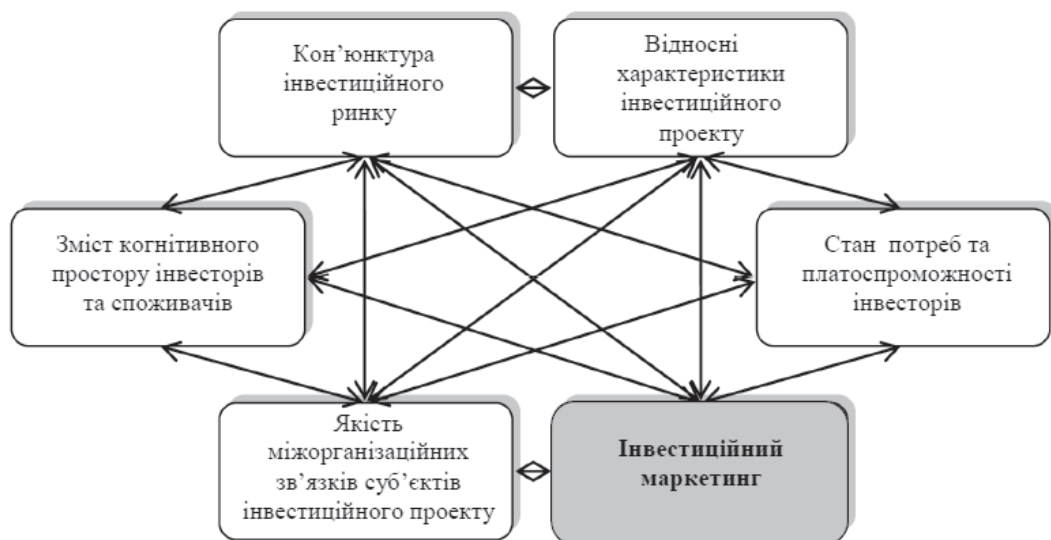 Кон’юнктура
інвестиційного
ринку
Відносні
характеристики
інвестиційного
проекту
Зміст когнітивного
простору інвесторів
та споживачів
Стан потреб та
платоспроможності
інвесторів
Якість
міжорганізаційних
зв’язків суб’єктів
інвестиційного проекту
Інвестиційний
маркетинг